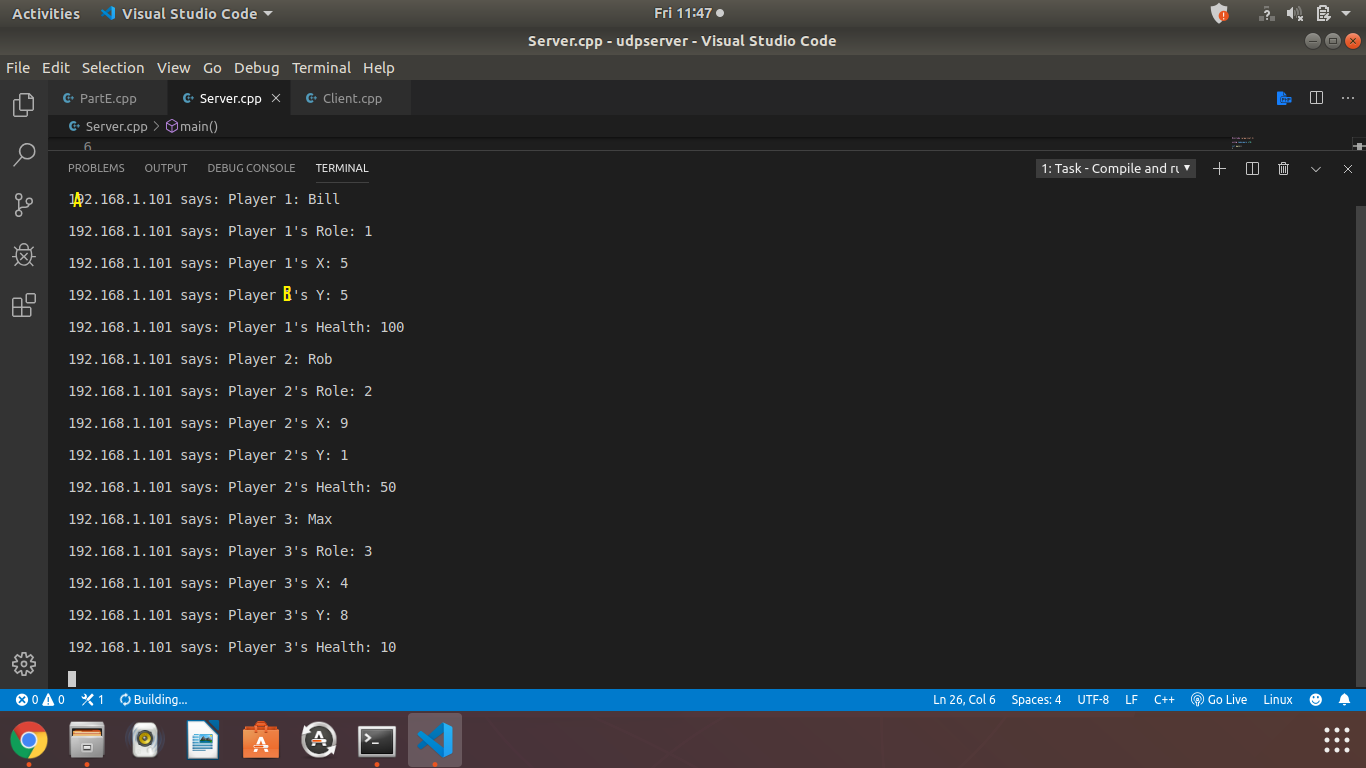 Activities Visual Studio Code Fri 11:47
Server.cpp - udpserver - Visual Studio Code
File Edit Selection View Go Debug Terminal Help
PartE.cpp Server.cpp Client.cpp
Server.cpp main()
6
PROBLEMS OUTPUT DEBUG CONSOLE TERMINAL 1: Task - Compile and ru
A
192.168.1.101 says: Player 1: Bill
192.168.1.101 says: Player 1's Role: 1
192.168.1.101 says: Player 1's X: 5
B
192.168.1.101 says: Player 's Y: 5
192.168.1.101 says: Player 1's Health: 100
192.168.1.101 says: Player 2: Rob
192.168.1.101 says: Player 2's Role: 2
192.168.1.101 says: Player 2's X: 9
192.168.1.101 says: Player 2's Y: 1
192.168.1.101 says: Player 2's Health: 50
192.168.1.101 says: Player 3: Max
192.168.1.101 says: Player 3's Role: 3
192.168.1.101 says: Player 3's X: 4
192.168.1.101 says: Player 3's Y: 8
192.168.1.101 says: Player 3's Health: 10
0 0 1 Building... Ln 26, Col 6 Spaces: 4 UTF-8 LF C++ Go Live Linux